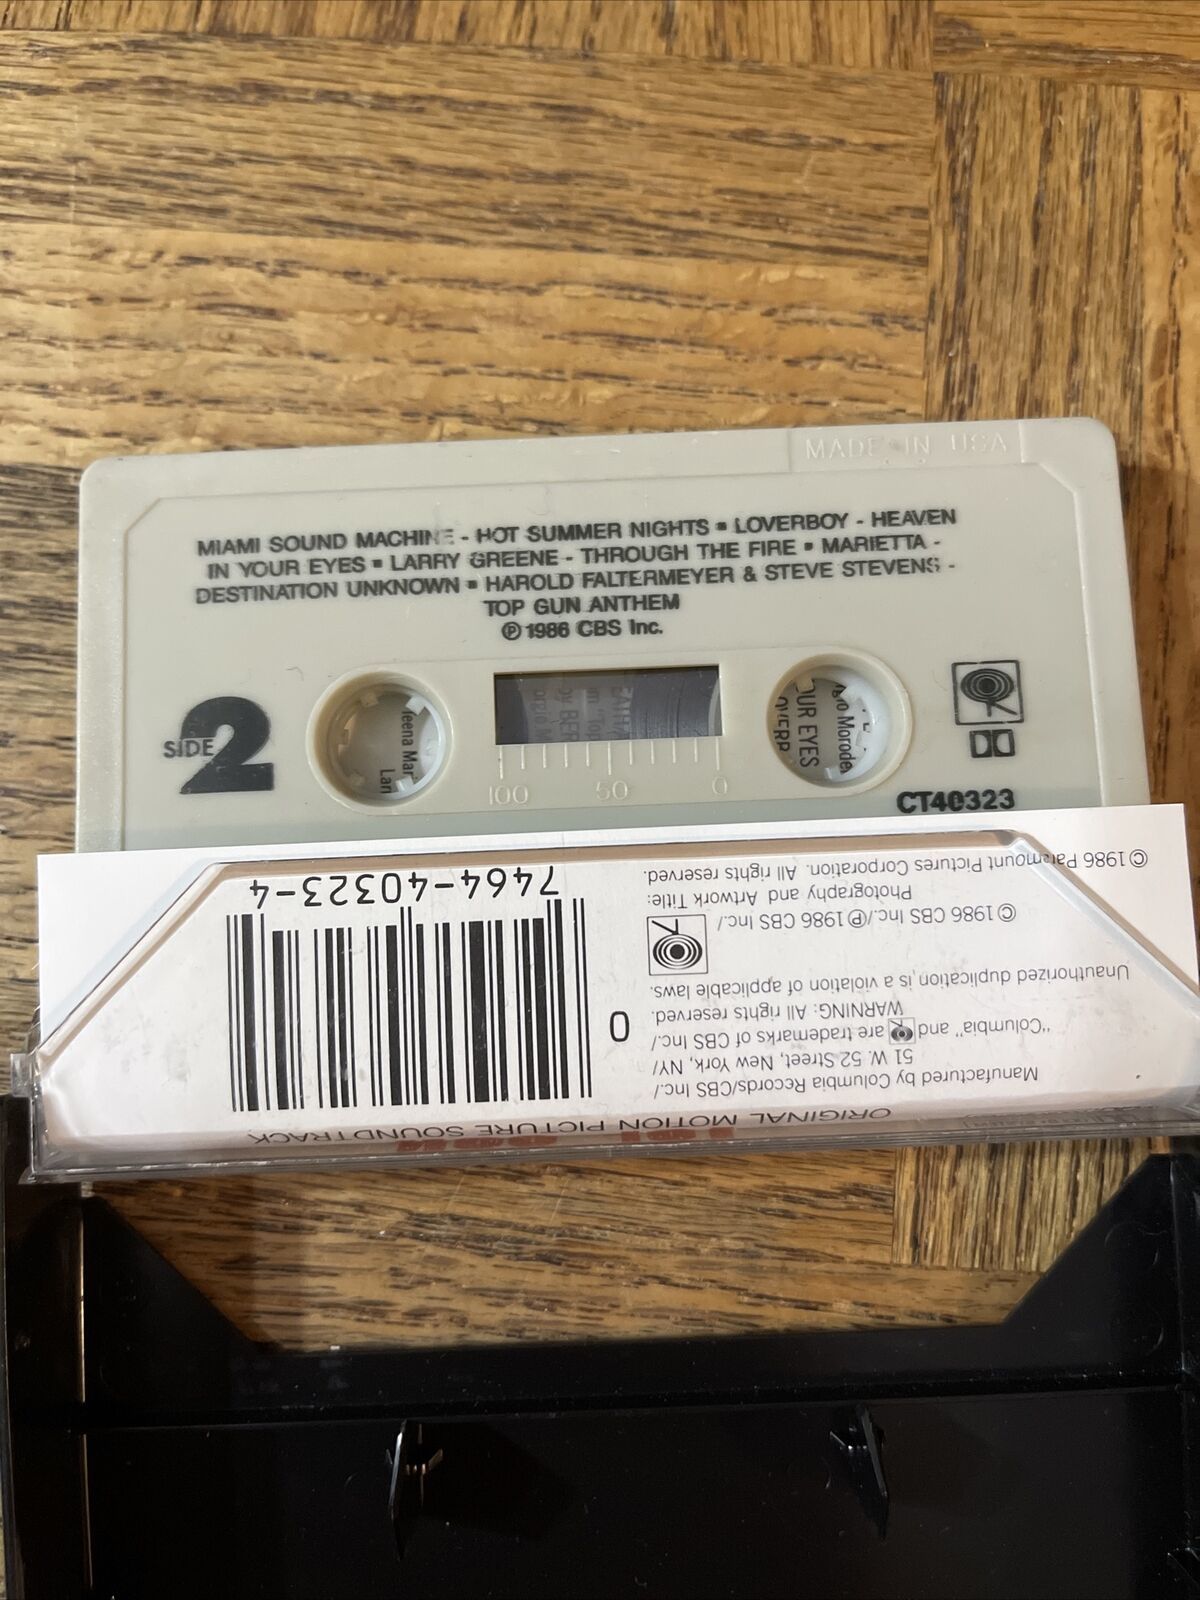 MADE IN USA
MIAMI SOUND MACHINE - HOT SUMMER NIGHTS ▪ LOVERBOY - HEAVEN
IN YOUR EYES ▪ LARRY GREENE - THROUGH THE FIRE ▪ MARIETTA -
DESTINATION UNKNOWN ▪ HAROLD FALTERMEYER & STEVE STEVENS -
TOP GUN ANTHEM
℗ 1986 CBS Inc.
SIDE 2
100 50 0
CT40323
ORIGINAL MOTION PICTURE SOUNDTRACK
Manufactured by Columbia Records/CBS Inc./
51 W. 52 Street, New York, NY/
"Columbia" and are trademarks of CBS Inc./
WARNING: All rights reserved.
Unauthorized duplication is a violation of applicable laws.
© 1986 CBS Inc./℗ 1986 CBS Inc./
Photography and Artwork Title:
© 1986 Paramount Pictures Corporation. All rights reserved.
0
7464-40323-4